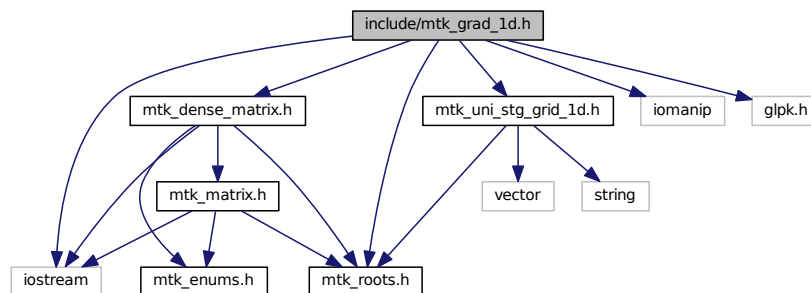 include/mtk_grad_1d.h
mtk_dense_matrix.h
mtk_uni_stg_grid_1d.h
iomanip
glpk.h
mtk_matrix.h
vector
string
iostream
mtk_enums.h
mtk_roots.h